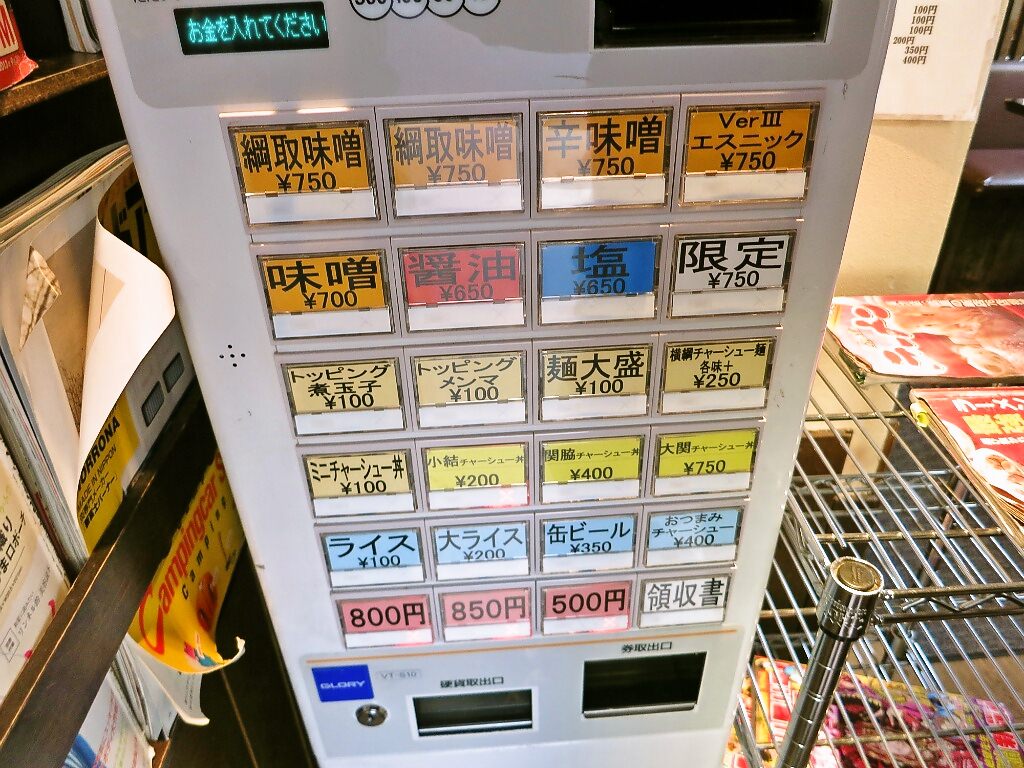 お金を入れてください
100円
100円
100円
200円
350円
400円
綱取味噌
¥750
綱取味噌
¥750
辛味噌
¥750
VerⅢ
エスニック
¥750
味噌
¥700
醤油
¥650
塩
¥650
限定
¥750
トッピング
煮玉子
¥100
トッピング
メンマ
¥100
麺大盛
¥100
横綱チャーシュー麺
各味+
¥250
ミニチャーシュー丼
¥100
小結チャーシュー丼
¥200
関脇チャーシュー丼
¥400
大関チャーシュー丼
¥750
ライス
¥100
大ライス
¥200
缶ビール
¥350
おつまみ
チャーシュー
¥400
800円
850円
500円
領収書
GLORY
VT-S10
硬貨取出口
券取出口
Campingcar